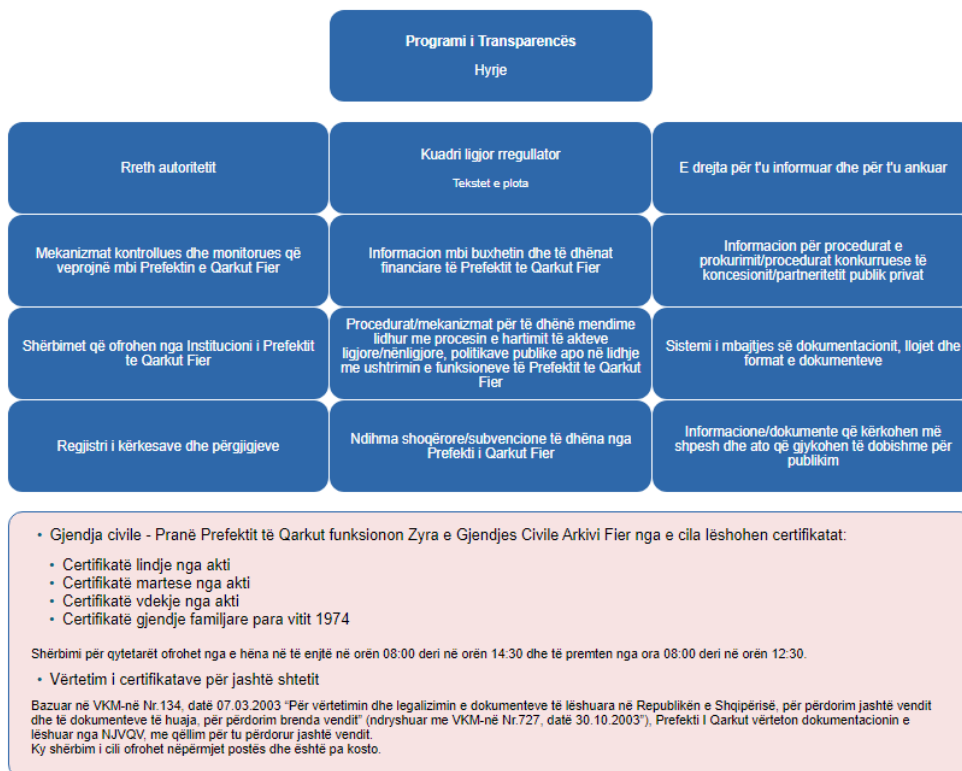 Programi i Transparencës
Hyrje
Rreth autoritetit
Kuadri ligjor rregullator
Tekstet e plota
E drejta për t'u informuar dhe për t'u ankuar
Mekanizmat kontrollues dhe monitorues që
veprojnë mbi Prefektin e Qarkut Fier
Informacion mbi buxhetin dhe të dhënat
financiare të Prefektit te Qarkut Fier
Informacion për procedurat e
prokurimit/procedurat konkurruese të
koncesionit/partneritetit publik privat
Shërbimet që ofrohen nga Institucioni i Prefektit
te Qarkut Fier
Procedurat/mekanizmat për të dhënë mendime
lidhur me procesin e hartimit të akteve
ligjore/nënligjore, politikave publike apo në lidhje
me ushtrimin e funksioneve të Prefektit te Qarkut
Fier
Sistemi i mbajtjes së dokumentacionit, llojet dhe
format e dokumenteve
Regjistri i kërkesave dhe përgjigjeve
Ndihma shoqërore/subvencione të dhëna nga
Prefekti i Qarkut Fier
Informacione/dokumente që kërkohen më
shpesh dhe ato që gjykohen të dobishme për
publikim
• Gjendja civile - Pranë Prefektit të Qarkut funksionon Zyra e Gjendjes Civile Arkivi Fier nga e cila lëshohen certifikatat:
• Certifikatë lindje nga akti
• Certifikatë martese nga akti
• Certifikatë vdekje nga akti
• Certifikatë gjendje familjare para vitit 1974
Shërbimi për qytetarët ofrohet nga e hëna në të enjtë në orën 08:00 deri në orën 14:30 dhe të premten nga ora 08:00 deri në orën 12:30.
• Vërtetim i certifikatave për jashtë shtetit
Bazuar në VKM-në Nr.134, datë 07.03.2003 “Për vërtetimin dhe legalizimin e dokumenteve të lëshuara në Republikën e Shqipërisë, për përdorim jashtë vendit
dhe të dokumenteve të huaja, për përdorim brenda vendit” (ndryshuar me VKM-në Nr.727, datë 30.10.2003”), Prefekti I Qarkut vërteton dokumentacionin e
lëshuar nga NJVQV, me qëllim për tu përdorur jashtë vendit.
Ky shërbim i cili ofrohet nëpërmjet postës dhe është pa kosto.